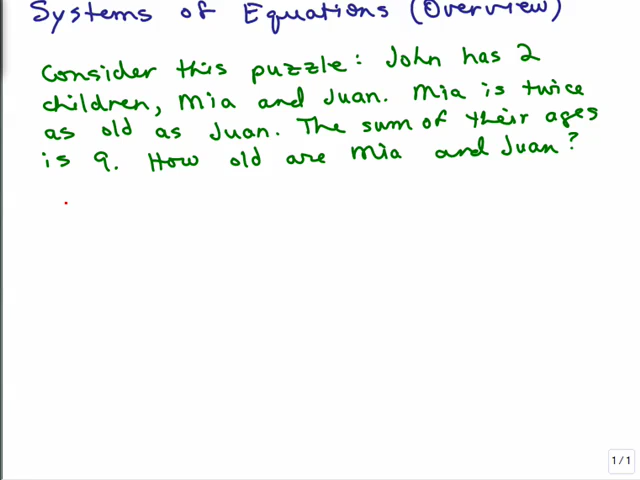 Systems of Equations (Overview)
Consider this puzzle: John has 2
children, Mia and Juan. Mia is twice
as old as Juan. The sum of their ages
is 9. How old are Mia and Juan?
1/1